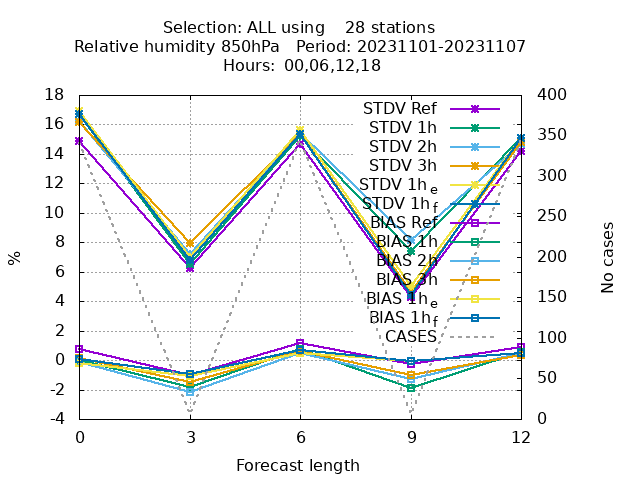 Selection: ALL using    28 stations
Relative humidity 850hPa   Period: 20231101-20231107
Hours: 00,06,12,18
18
16
14
12
10
8
6
4
2
0
-2
-4
%
400
350
300
250
200
150
100
50
0
No cases
STDV Ref
STDV 1h
STDV 2h
STDV 3h
STDV 1he
STDV 1hf
BIAS Ref
BIAS 1h
BIAS 2h
BIAS 3h
BIAS 1he
BIAS 1hf
CASES
0 3 6 9 12
Forecast length